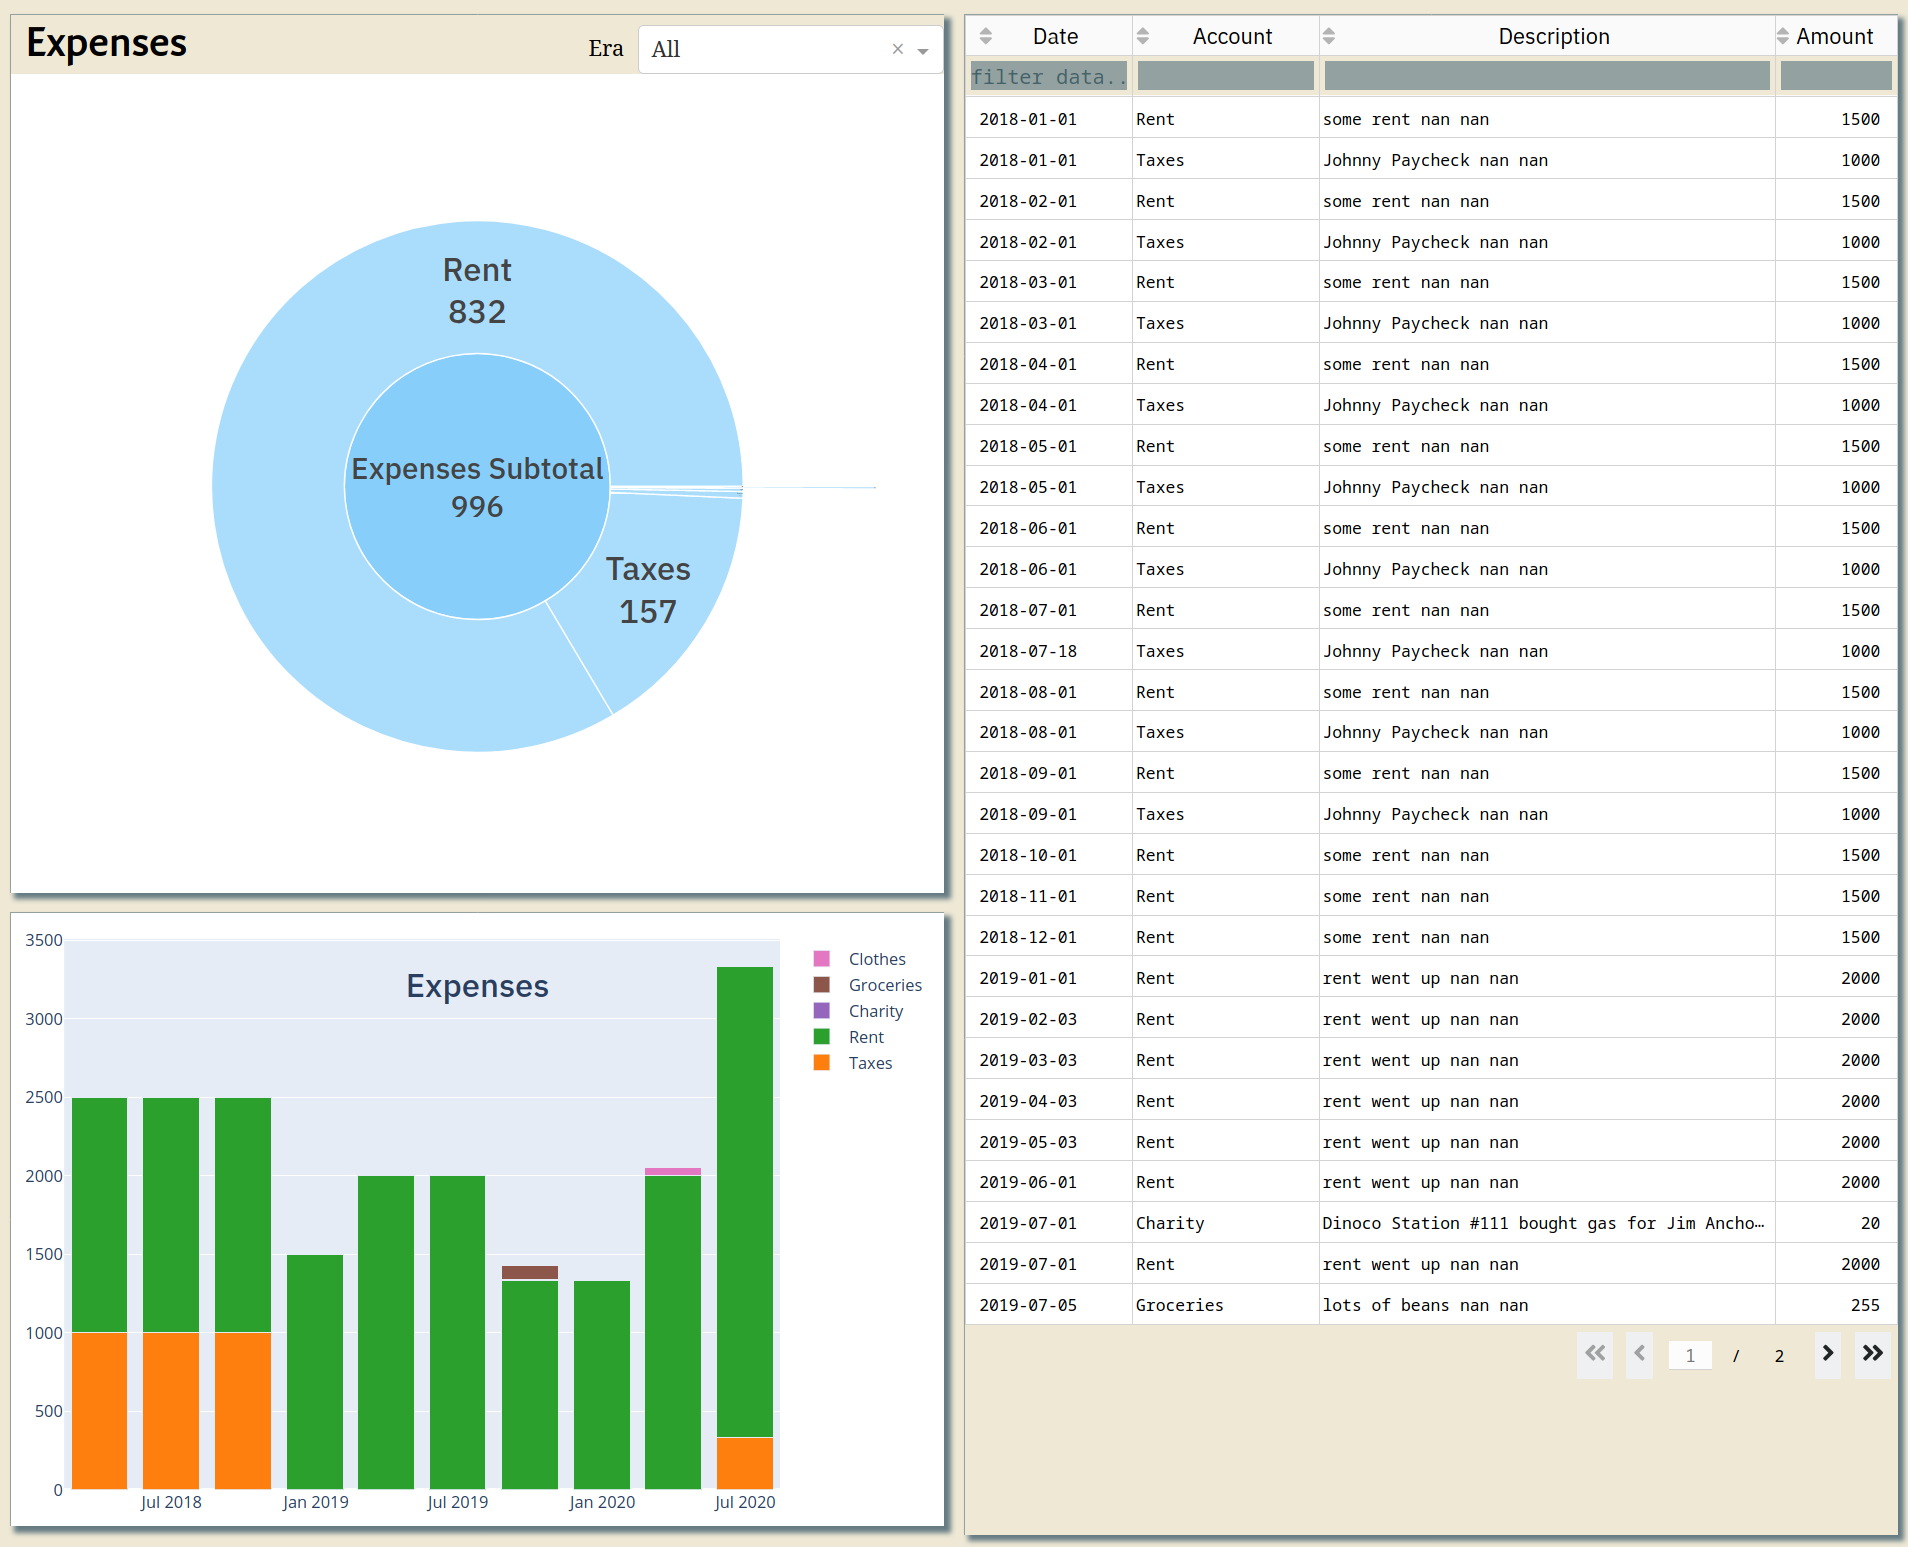 Expenses
Era All
Rent
832
Expenses Subtotal
996
Taxes
157
Expenses
3500
3000
2500
2000
1500
1000
500
0
Jul 2018 Jan 2019 Jul 2019 Jan 2020 Jul 2020
Clothes
Groceries
Charity
Rent
Taxes
Date Account Description Amount
filter data..
2018-01-01 Rent some rent nan nan 1500
2018-01-01 Taxes Johnny Paycheck nan nan 1000
2018-02-01 Rent some rent nan nan 1500
2018-02-01 Taxes Johnny Paycheck nan nan 1000
2018-03-01 Rent some rent nan nan 1500
2018-03-01 Taxes Johnny Paycheck nan nan 1000
2018-04-01 Rent some rent nan nan 1500
2018-04-01 Taxes Johnny Paycheck nan nan 1000
2018-05-01 Rent some rent nan nan 1500
2018-05-01 Taxes Johnny Paycheck nan nan 1000
2018-06-01 Rent some rent nan nan 1500
2018-06-01 Taxes Johnny Paycheck nan nan 1000
2018-07-01 Rent some rent nan nan 1500
2018-07-18 Taxes Johnny Paycheck nan nan 1000
2018-08-01 Rent some rent nan nan 1500
2018-08-01 Taxes Johnny Paycheck nan nan 1000
2018-09-01 Rent some rent nan nan 1500
2018-09-01 Taxes Johnny Paycheck nan nan 1000
2018-10-01 Rent some rent nan nan 1500
2018-11-01 Rent some rent nan nan 1500
2018-12-01 Rent some rent nan nan 1500
2019-01-01 Rent rent went up nan nan 2000
2019-02-03 Rent rent went up nan nan 2000
2019-03-03 Rent rent went up nan nan 2000
2019-04-03 Rent rent went up nan nan 2000
2019-05-03 Rent rent went up nan nan 2000
2019-06-01 Rent rent went up nan nan 2000
2019-07-01 Charity Dinoco Station #111 bought gas for Jim Ancho… 20
2019-07-01 Rent rent went up nan nan 2000
2019-07-05 Groceries lots of beans nan nan 255
1 / 2